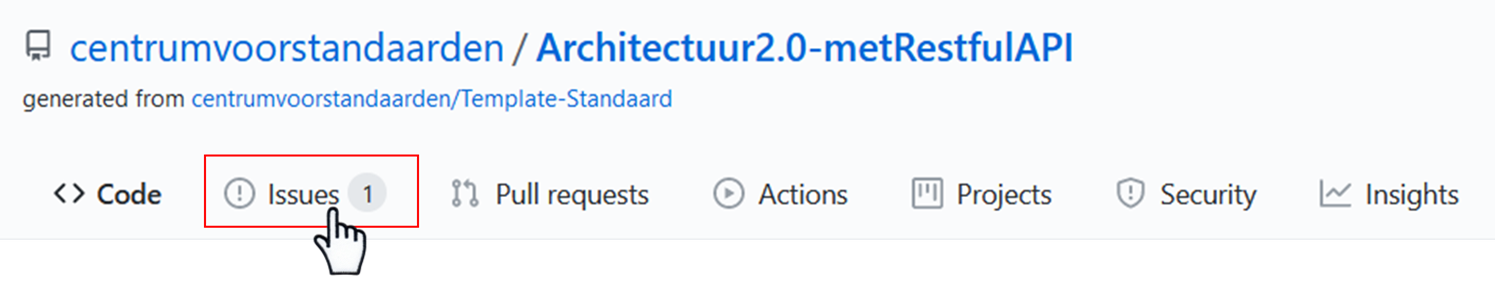 centrumvoorstandaarden / Architectuur2.0-metRestfulAPI
generated from centrumvoorstandaarden/Template-Standaard
Code Issues 1 Pull requests Actions Projects Security Insights